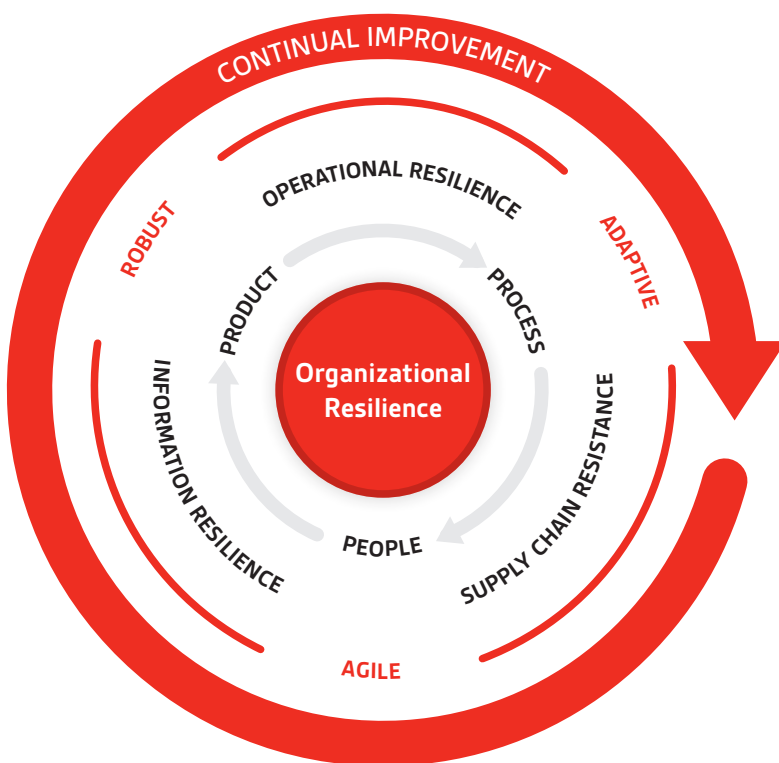 CONTINUAL IMPROVEMENT
OPERATIONAL RESILIENCE
ROBUST
ADAPTIVE
PRODUCT
PROCESS
Organizational
Resilience
INFORMATION RESILIENCE
SUPPLY CHAIN RESISTANCE
PEOPLE
AGILE